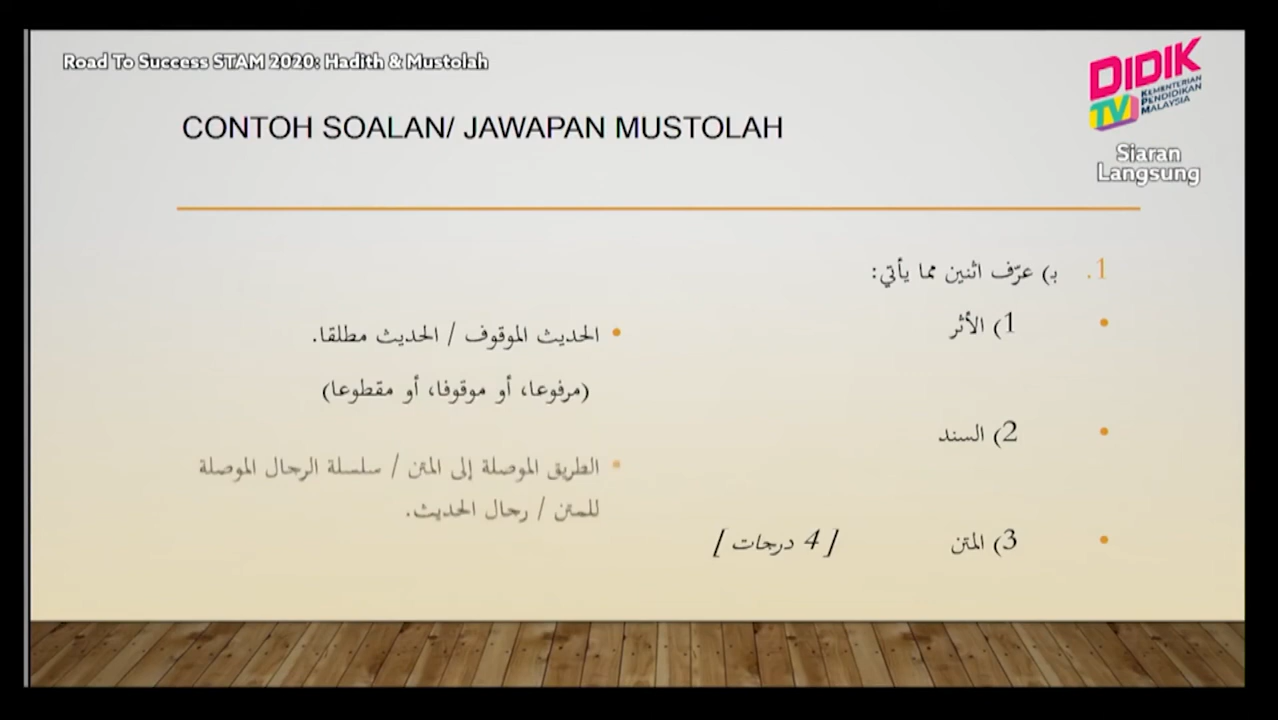 Road To Success STAM 2020: Hadith & Mustolah
DIDIK
TV
KEMENTERIAN
PENDIDIKAN
MALAYSIA
Siaran
Langsung
CONTOH SOALAN/ JAWAPAN MUSTOLAH
1. بـ) عرّف اثنين مما يأتي:
• 1) الأثر
• 2) السند
• 3) المتن [ 4 درجات ]
• الحديث الموقوف / الحديث مطلقا.
(مرفوعا، أو موقوفا، أو مقطوعا)
• الطريق الموصلة إلى المتن / سلسلة الرجال الموصلة
للمتن / رجال الحديث.